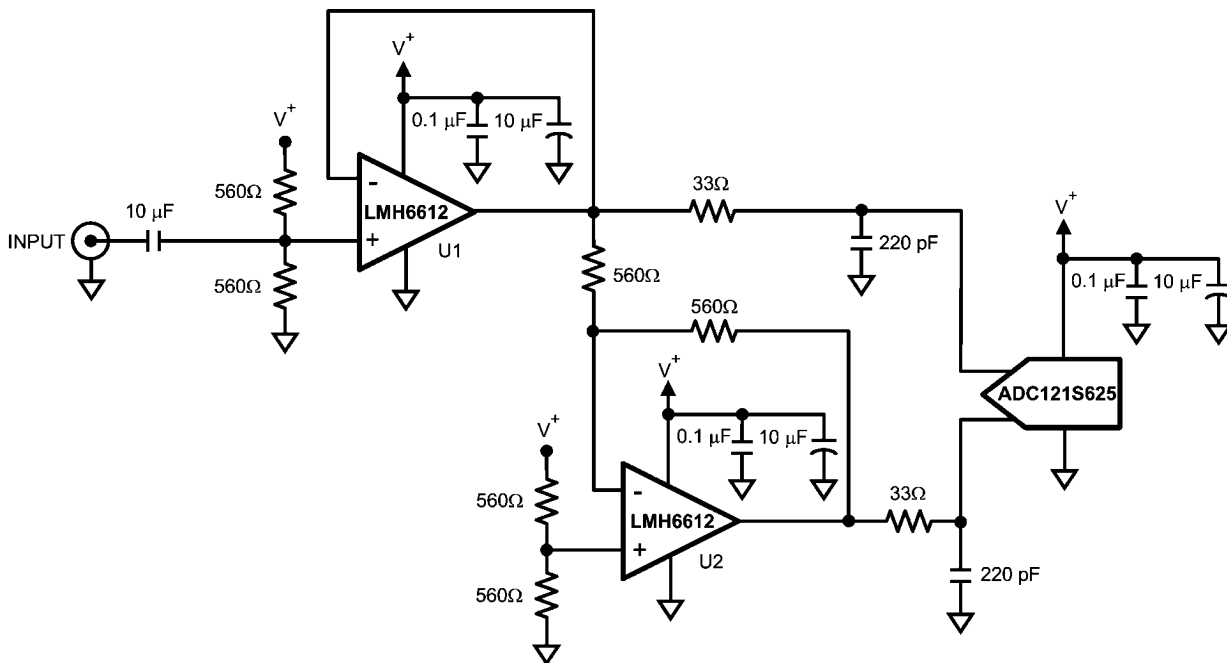 V+
0.1 µF
10 µF
V+
560Ω
-
LMH6612
33Ω
10 µF
V+
INPUT
+
U1
220 pF
560Ω
560Ω
0.1 µF
10 µF
560Ω
V+
ADC121S625
V+
0.1 µF
10 µF
560Ω
-
33Ω
LMH6612
+
U2
560Ω
220 pF